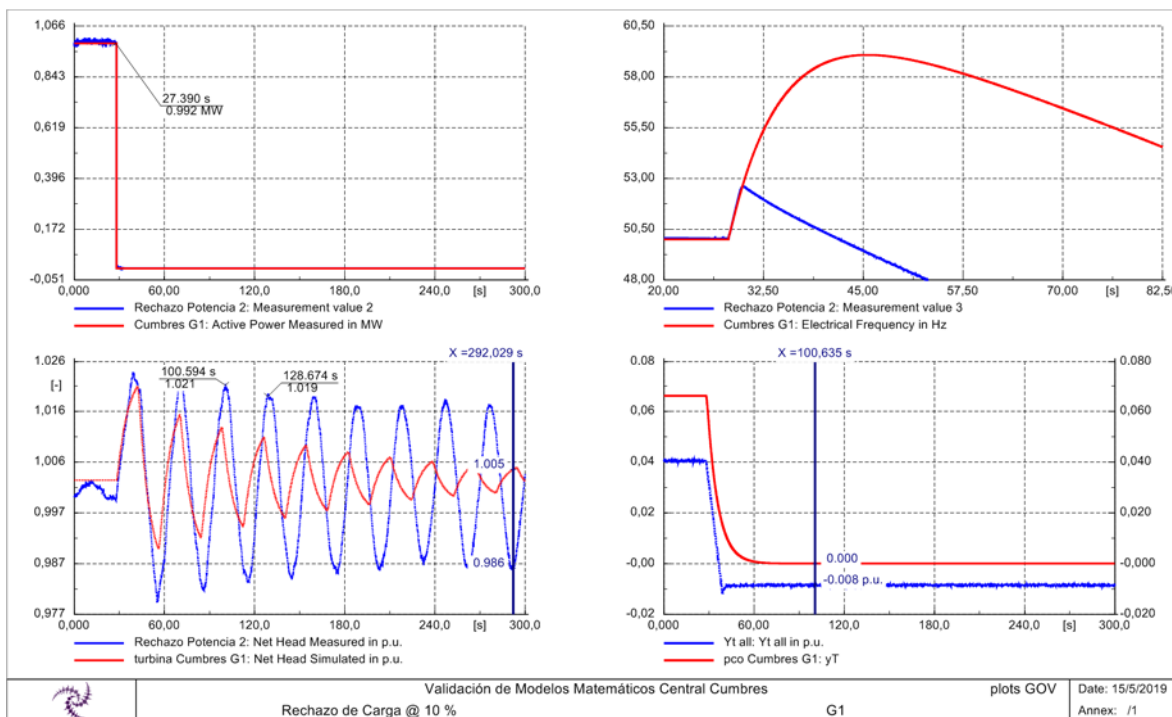 1,066
0,843
0,619
0,396
0,172
-0,051
27.390 s
0.992 MW
0,000 60,00 120,0 180,0 240,0 [s] 300,0
Rechazo Potencia 2: Measurement value 2
Cumbres G1: Active Power Measured in MW
60,50
58,00
55,50
53,00
50,50
48,00
20,00 32,50 45,00 57,50 70,00 [s] 82,50
Rechazo Potencia 2: Measurement value 3
Cumbres G1: Electrical Frequency in Hz
X =292,029 s
1.026
[-]
1,016
1,006
0,997
0,987
0,977
100.594 s
1.021
128.674 s
1.019
1.005
0.986
0,000 60,00 120,0 180,0 240,0 [s] 300,0
Rechazo Potencia 2: Net Head Measured in p.u.
turbina Cumbres G1: Net Head Simulated in p.u.
X =100,635 s
0,08 0,080
0,06 0,060
0,04 0,040
0,02 0,020
-0,00 -0,000
-0,02 -0,020
0.000
-0.008 p.u.
0,000 60,00 120,0 180,0 240,0 [s] 300,0
Yt all: Yt all in p.u.
pco Cumbres G1: yT
Validación de Modelos Matemáticos Central Cumbres plots GOV Date: 15/5/2019
Rechazo de Carga @ 10 % G1 Annex: /1